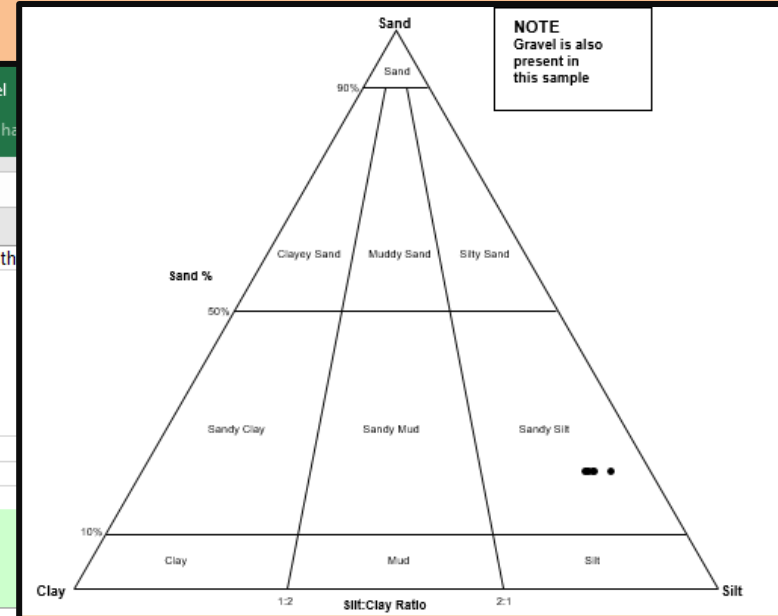 Sand
NOTE
Gravel is also
present in
this sample
Sand
90%
Clayey Sand
Muddy Sand
Silty Sand
Sand %
50%
Sandy Clay
Sandy Mud
Sandy Silt
10%
Clay
Mud
Silt
Clay
Silt
1:2
2:1
Silt:Clay Ratio